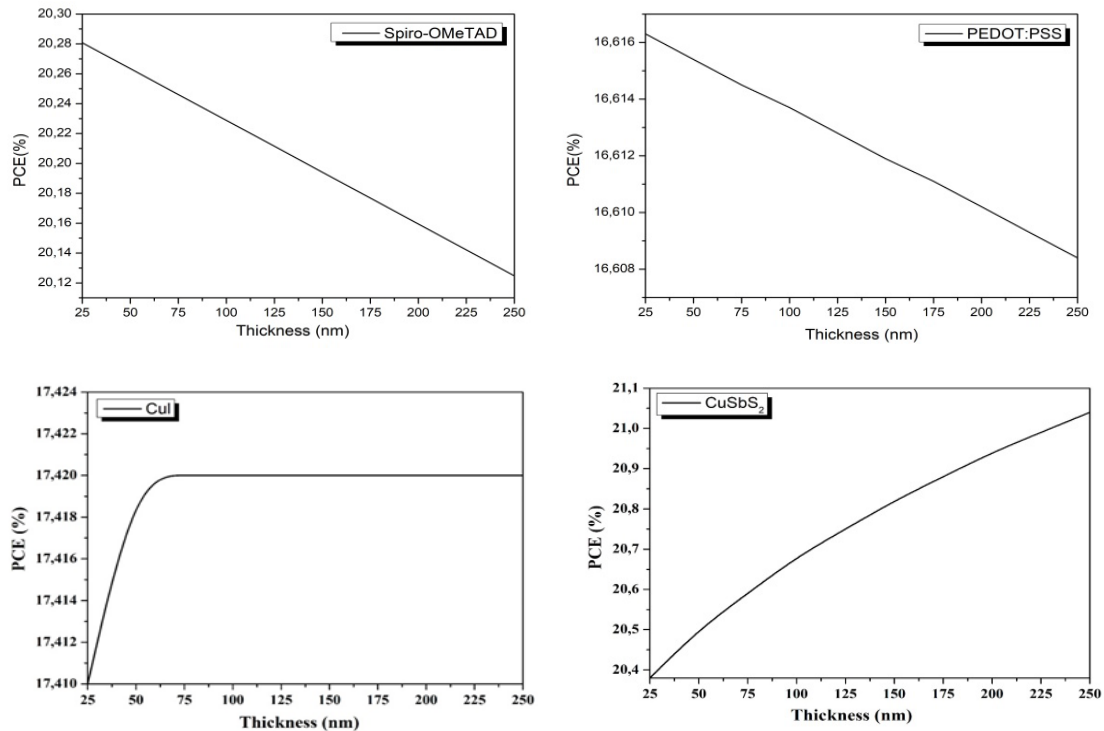 20,30
20,28
20,26
20,24
20,22
20,20
20,18
20,16
20,14
20,12
PCE(%)
Spiro-OMeTAD
25 50 75 100 125 150 175 200 225 250
Thickness (nm)
16,616
16,614
16,612
16,610
16,608
PCE(%)
PEDOT:PSS
25 50 75 100 125 150 175 200 225 250
Thickness (nm)
17,424
17,422
17,420
17,418
17,416
17,414
17,412
17,410
PCE (%)
CuI
25 50 75 100 125 150 175 200 225 250
Thickness (nm)
21,1
21,0
20,9
20,8
20,7
20,6
20,5
20,4
PCE (%)
CuSbS₂
25 50 75 100 125 150 175 200 225 250
Thickness (nm)